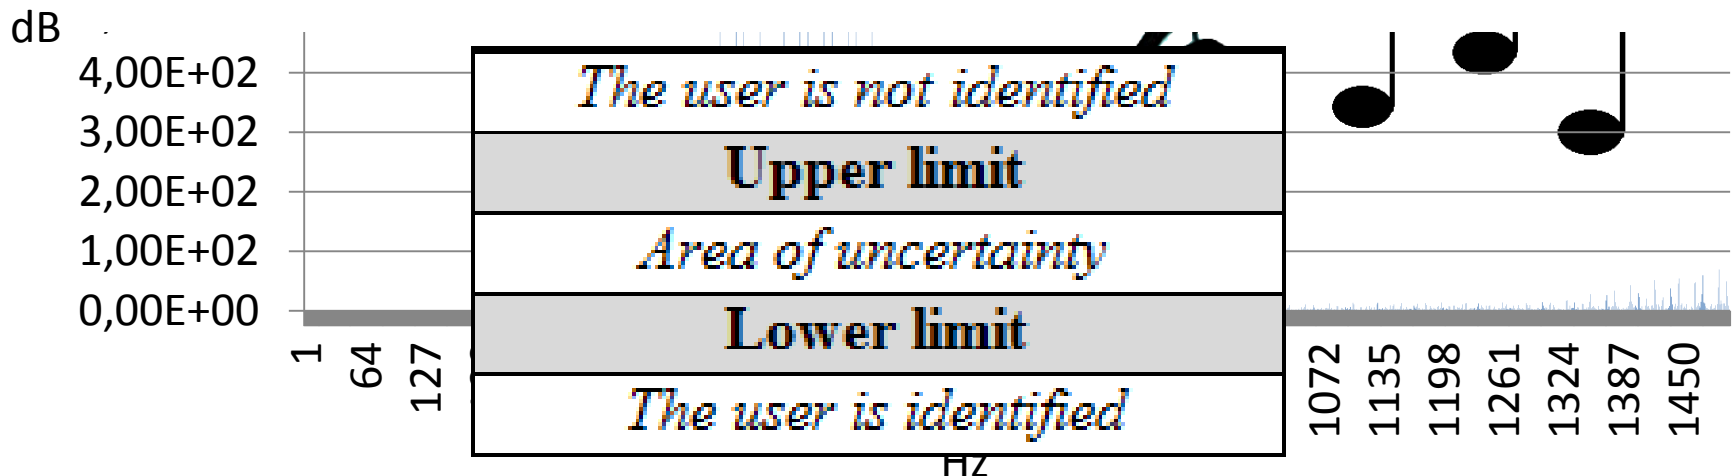 dB
4,00E+02
3,00E+02
2,00E+02
1,00E+02
0,00E+00
The user is not identified
Upper limit
Area of uncertainty
Lower limit
The user is identified
1 64 127 1072 1135 1198 1261 1324 1387 1450
Hz